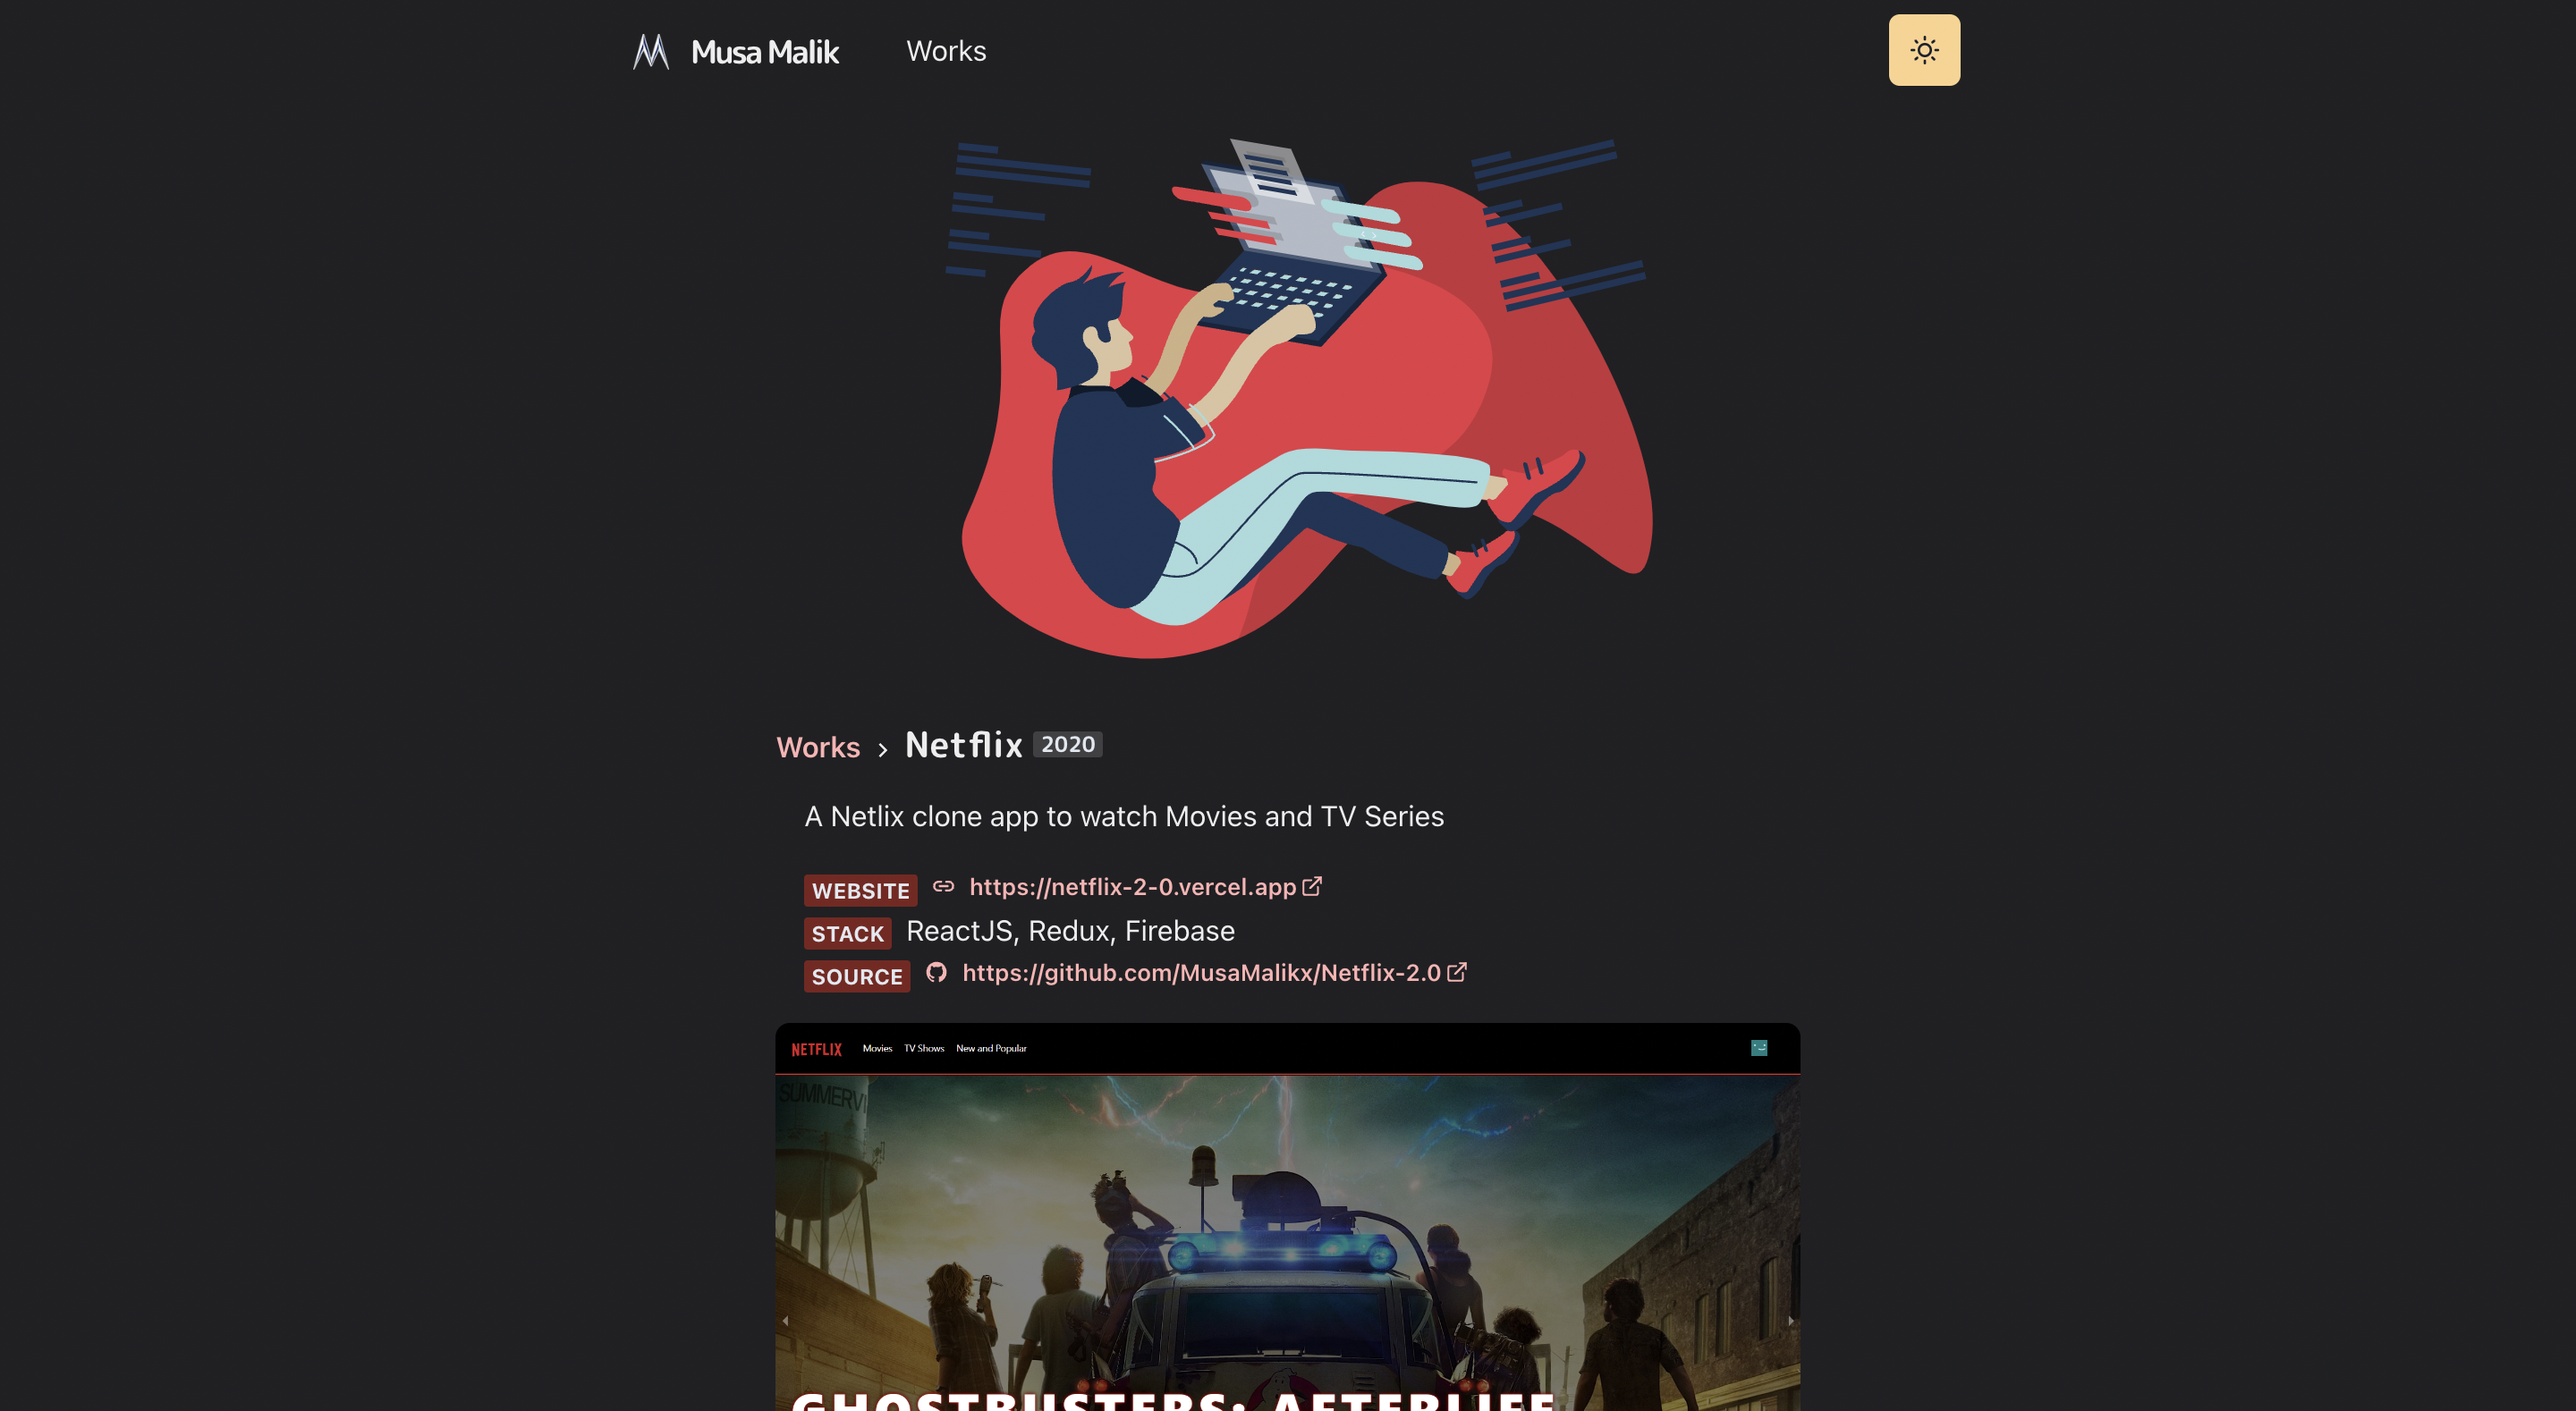 Musa Malik
Works
Works › Netflix 2020
A Netlix clone app to watch Movies and TV Series
WEBSITE https://netflix-2-0.vercel.app
STACK ReactJS, Redux, Firebase
SOURCE https://github.com/MusaMalikx/Netflix-2.0
NETFLIX Movies TV Shows New and Popular
SUMMERVI
GHOSTBUSTERS: AFTERLIFE